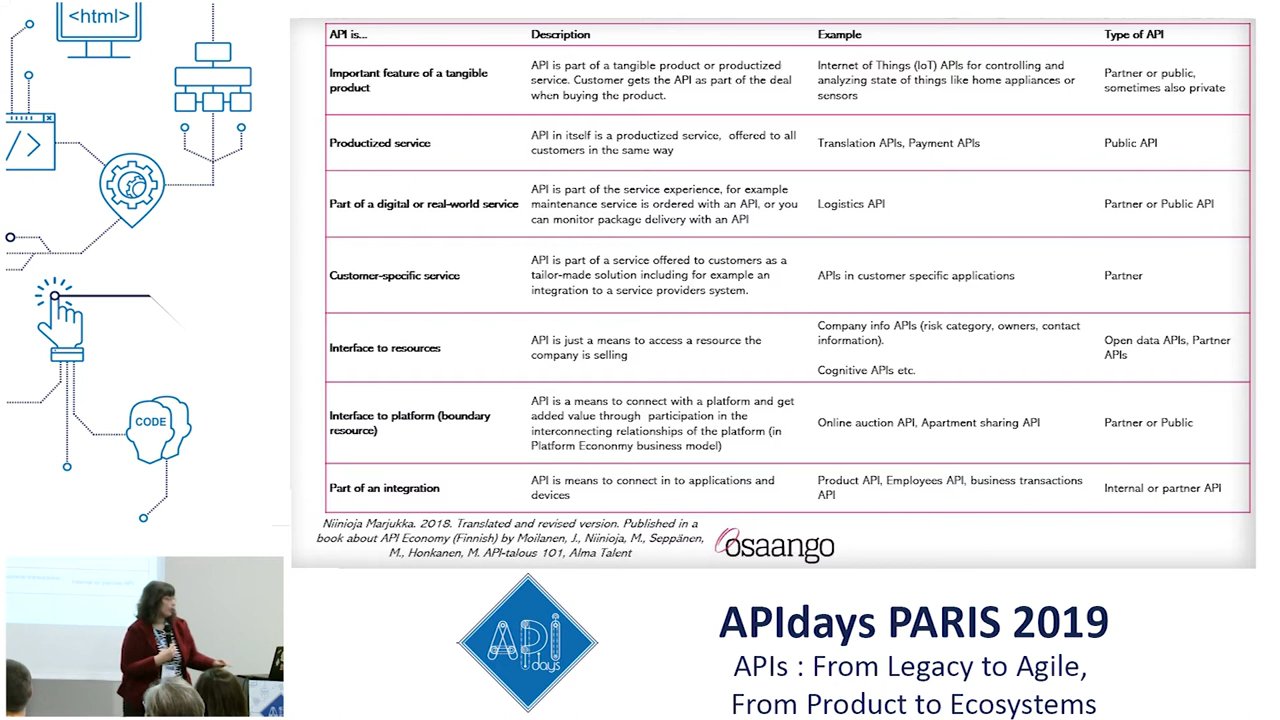 <html>
</>
CODE
API is...
Description
Example
Type of API
Important feature of a tangible
product
API is part of a tangible product or productized
service. Customer gets the API as part of the deal
when buying the product.
Internet of Things (IoT) APIs for controlling and
analyzing state of things like home appliances or
sensors
Partner or public,
sometimes also private
Productized service
API in itself is a productized service, offered to all
customers in the same way
Translation APIs, Payment APIs
Public API
Part of a digital or real-world service
API is part of the service experience, for example
maintenance service is ordered with an API, or you
can monitor package delivery with an API
Logistics API
Partner or Public API
Customer-specific service
API is part of a service offered to customers as a
tailor-made solution including for example an
integration to a service providers system.
APIs in customer specific applications
Partner
Interface to resources
API is just a means to access a resource the
company is selling
Company info APIs (risk category, owners, contact
information).
Cognitive APIs etc.
Open data APIs, Partner
APIs
Interface to platform (boundary
resource)
API is a means to connect with a platform and get
added value through participation in the
interconnecting relationships of the platform (in
Platform Econonmy business model)
Online auction API, Apartment sharing API
Partner or Public
Part of an integration
API is means to connect in to applications and
devices
Product API, Employees API, business transactions
API
Internal or partner API
Niinioja Marjukka. 2018. Translated and revised version. Published in a
book about API Economy (Finnish) by Moilanen, J., Niinioja, M., Seppänen,
M., Honkanen, M. API-talous 101, Alma Talent
osaango
API
days
APIdays PARIS 2019
APIs : From Legacy to Agile,
From Product to Ecosystems